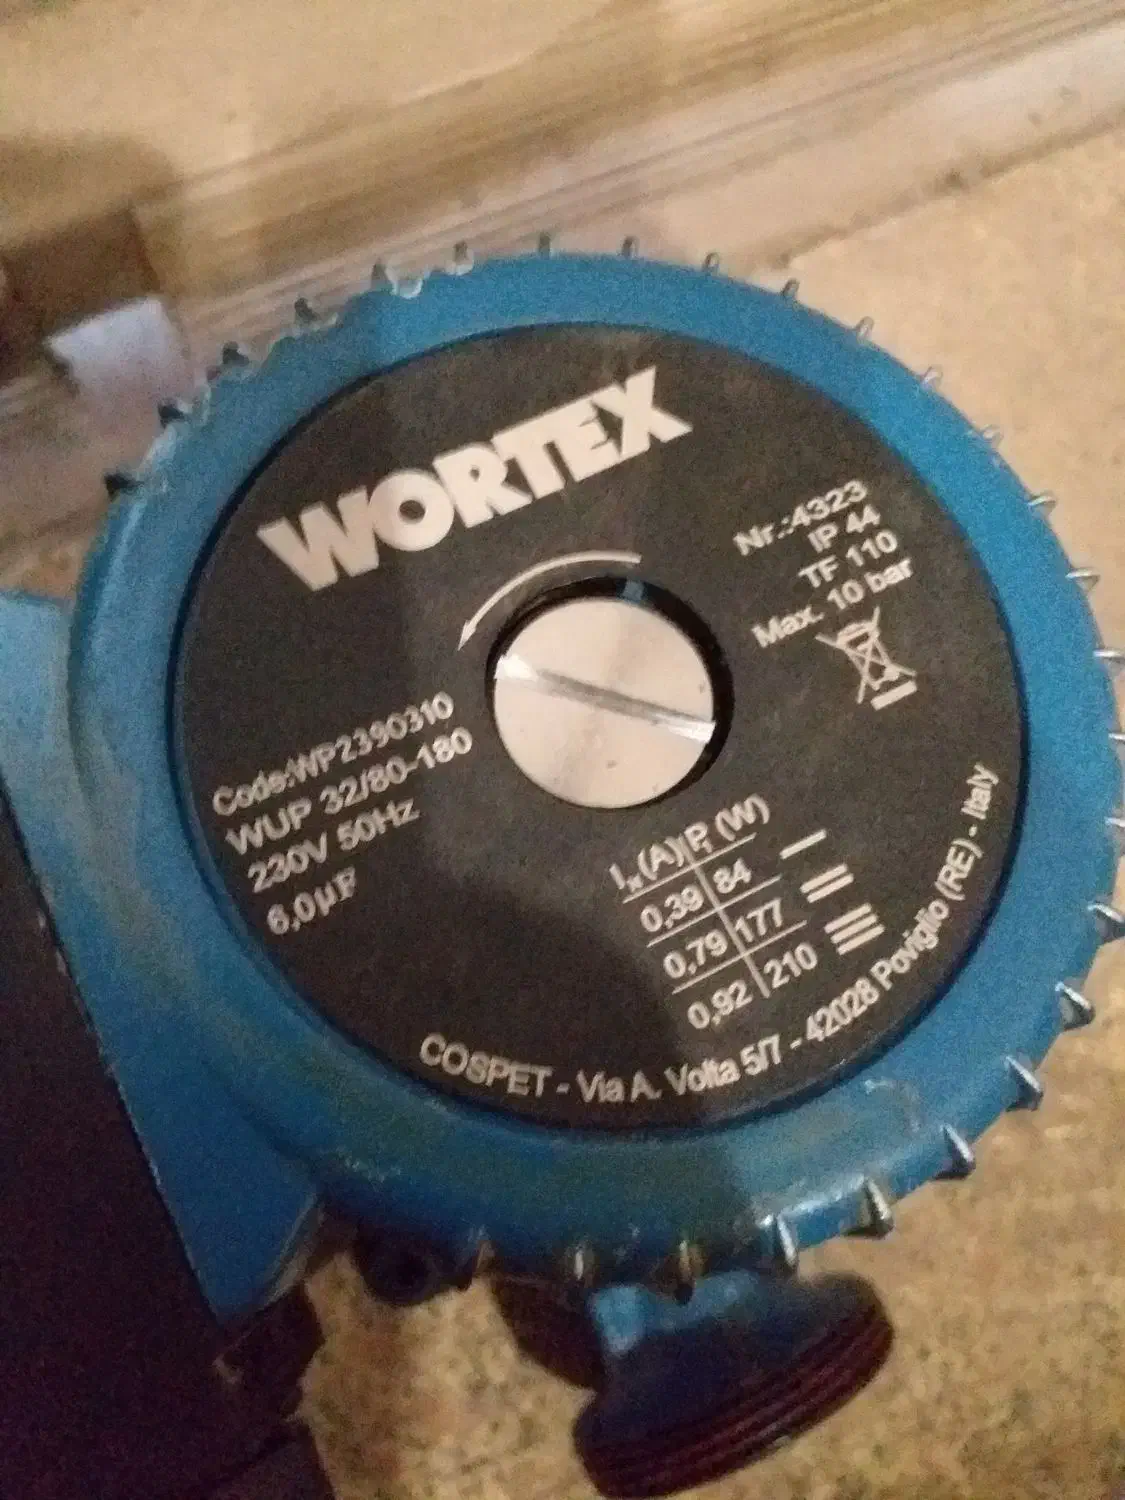 WORTEX
Nr.:4323
IP 44
TF 110
Max. 10 bar
Code:WP2390310
WUP 32/80-180
230V 50Hz
6,0µF
IN(A) P1 (W)
0,39 84
0,79 177
0,92 210
COSPET - Via A. Volta 5/7 - 42028 Poviglio (RE) - Italy